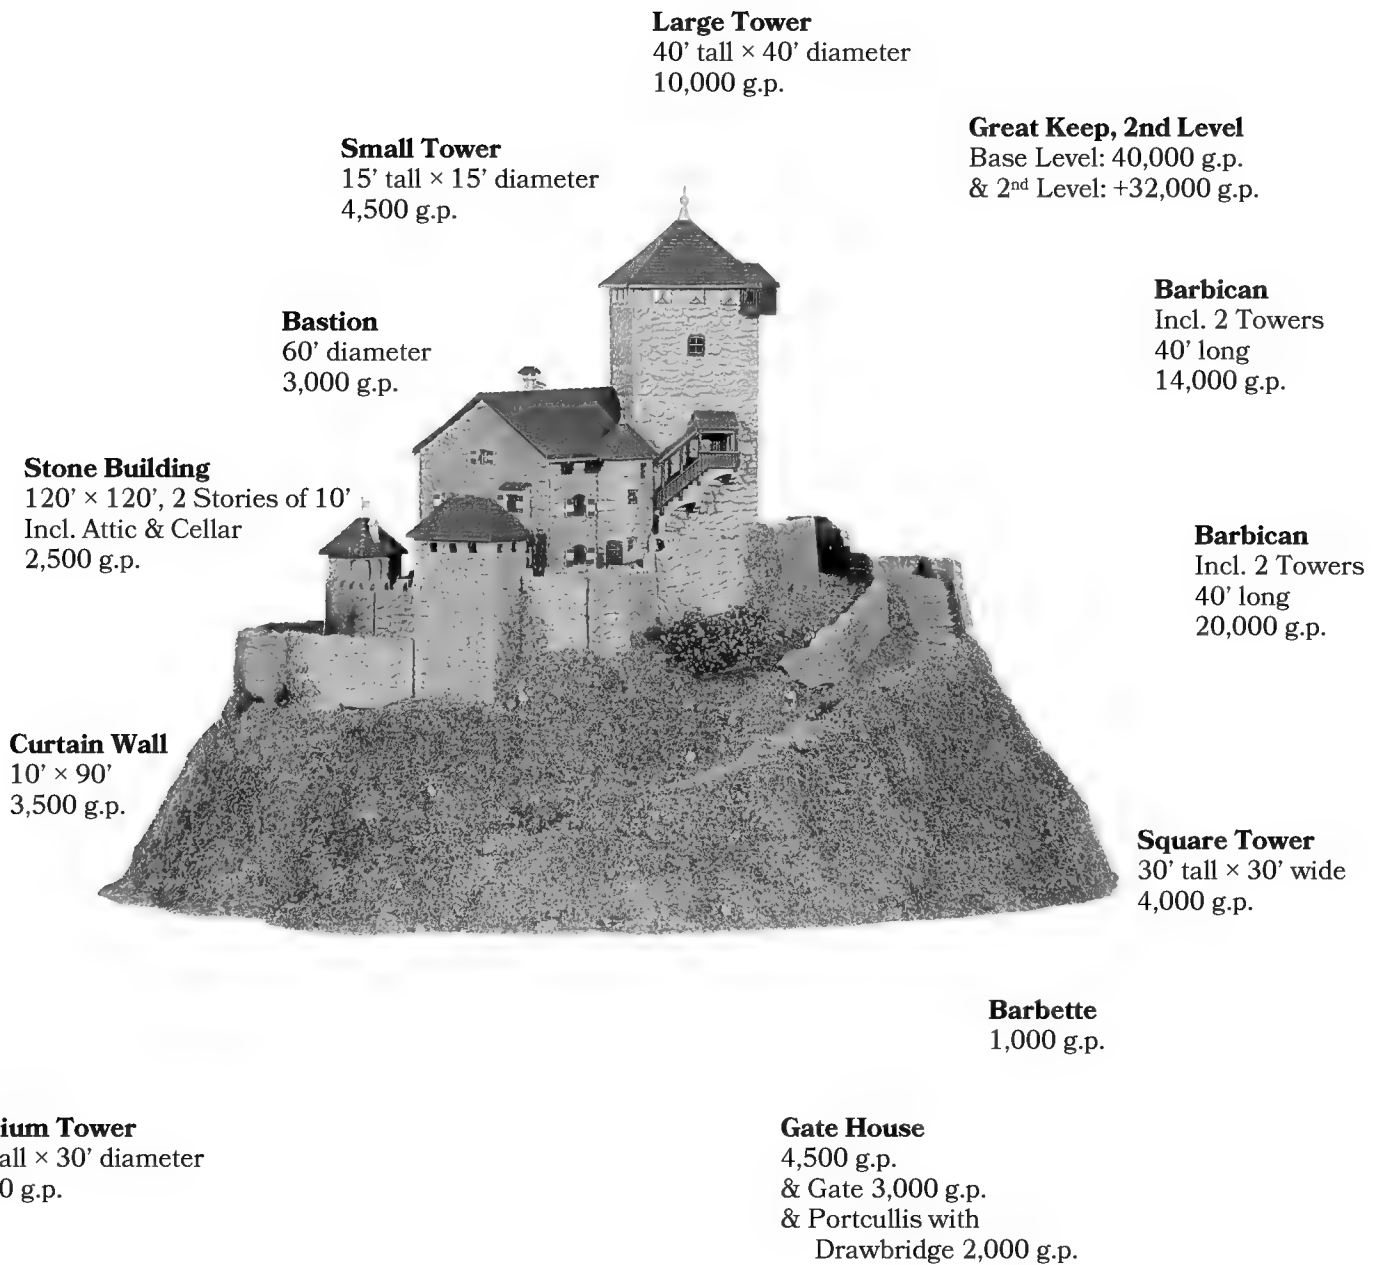 Large Tower
40’ tall × 40’ diameter
10,000 g.p.
Great Keep, 2nd Level
Base Level: 40,000 g.p.
& 2nd Level: +32,000 g.p.
Small Tower
15’ tall × 15’ diameter
4,500 g.p.
Barbican
Incl. 2 Towers
40’ long
14,000 g.p.
Bastion
60’ diameter
3,000 g.p.
Stone Building
120’ × 120’, 2 Stories of 10’
Incl. Attic & Cellar
2,500 g.p.
Barbican
Incl. 2 Towers
40’ long
20,000 g.p.
Curtain Wall
10’ × 90’
3,500 g.p.
Square Tower
30’ tall × 30’ wide
4,000 g.p.
Barbette
1,000 g.p.
ium Tower
all × 30’ diameter
0 g.p.
Gate House
4,500 g.p.
& Gate 3,000 g.p.
& Portcullis with
Drawbridge 2,000 g.p.